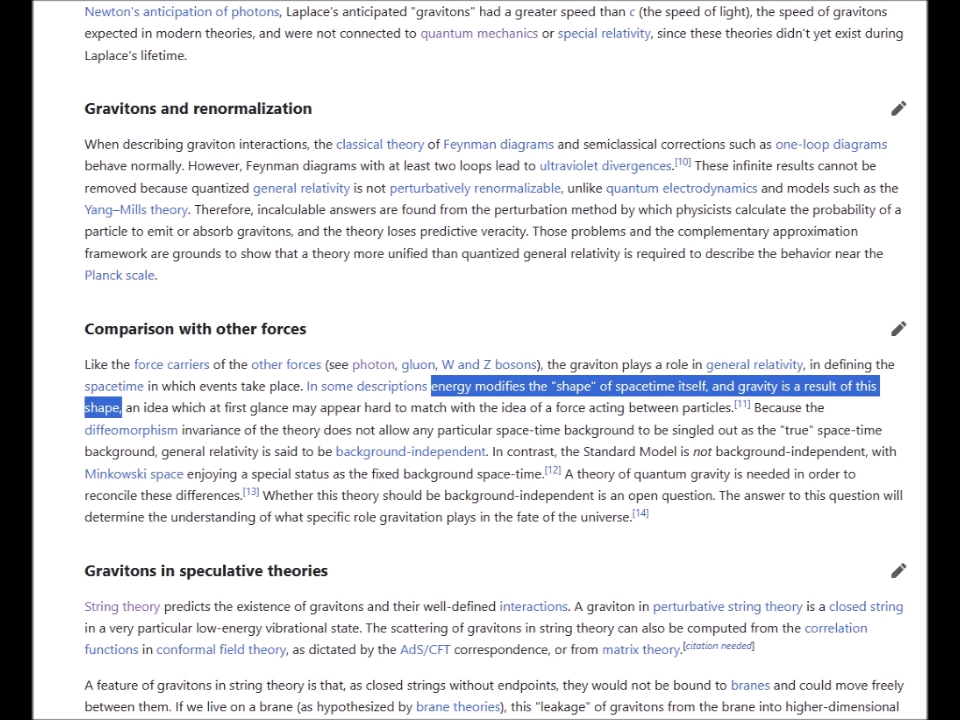 Newton's anticipation of photons, Laplace's anticipated "gravitons" had a greater speed than c (the speed of light), the speed of gravitons
expected in modern theories, and were not connected to quantum mechanics or special relativity, since these theories didn't yet exist during
Laplace's lifetime.
Gravitons and renormalization
When describing graviton interactions, the classical theory of Feynman diagrams and semiclassical corrections such as one-loop diagrams
behave normally. However, Feynman diagrams with at least two loops lead to ultraviolet divergences.[10] These infinite results cannot be
removed because quantized general relativity is not perturbatively renormalizable, unlike quantum electrodynamics and models such as the
Yang–Mills theory. Therefore, incalculable answers are found from the perturbation method by which physicists calculate the probability of a
particle to emit or absorb gravitons, and the theory loses predictive veracity. Those problems and the complementary approximation
framework are grounds to show that a theory more unified than quantized general relativity is required to describe the behavior near the
Planck scale.
Comparison with other forces
Like the force carriers of the other forces (see photon, gluon, W and Z bosons), the graviton plays a role in general relativity, in defining the
spacetime in which events take place. In some descriptions energy modifies the "shape" of spacetime itself, and gravity is a result of this
shape, an idea which at first glance may appear hard to match with the idea of a force acting between particles.[11] Because the
diffeomorphism invariance of the theory does not allow any particular space-time background to be singled out as the "true" space-time
background, general relativity is said to be background-independent. In contrast, the Standard Model is not background-independent, with
Minkowski space enjoying a special status as the fixed background space-time.[12] A theory of quantum gravity is needed in order to
reconcile these differences.[13] Whether this theory should be background-independent is an open question. The answer to this question will
determine the understanding of what specific role gravitation plays in the fate of the universe.[14]
Gravitons in speculative theories
String theory predicts the existence of gravitons and their well-defined interactions. A graviton in perturbative string theory is a closed string
in a very particular low-energy vibrational state. The scattering of gravitons in string theory can also be computed from the correlation
functions in conformal field theory, as dictated by the AdS/CFT correspondence, or from matrix theory.[citation needed]
A feature of gravitons in string theory is that, as closed strings without endpoints, they would not be bound to branes and could move freely
between them. If we live on a brane (as hypothesized by brane theories), this "leakage" of gravitons from the brane into higher-dimensional